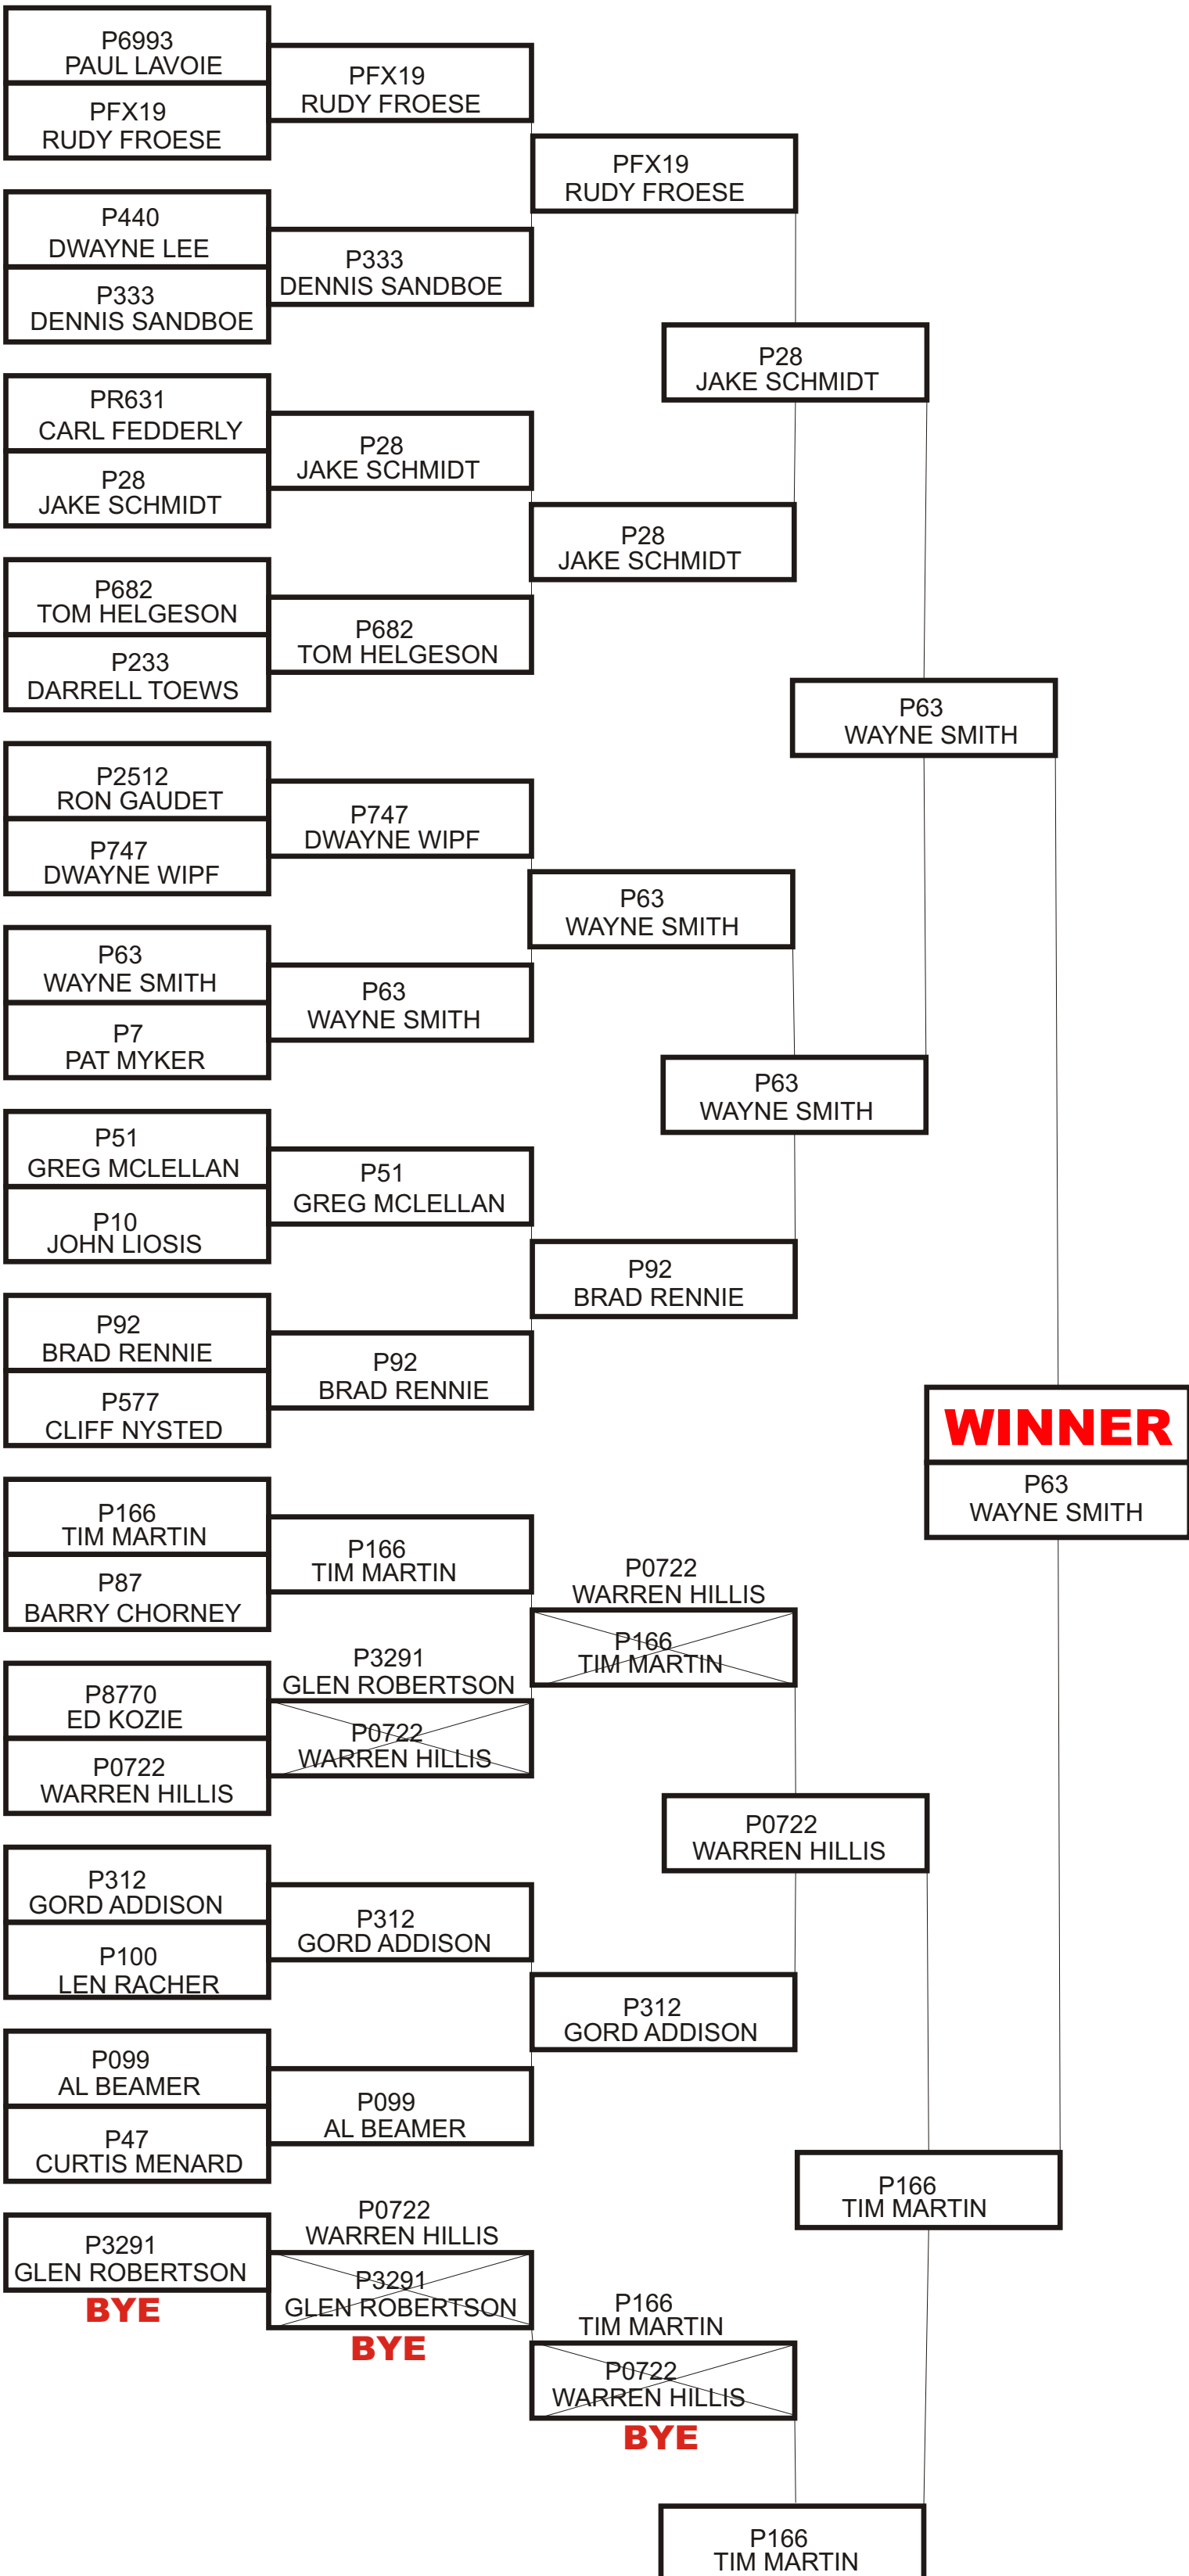 P6993
PAUL LAVOIE
PFX19
RUDY FROESE
P440
DWAYNE LEE
P333
DENNIS SANDBOE
PR631
CARL FEDDERLY
P28
JAKE SCHMIDT
P682
TOM HELGESON
P233
DARRELL TOEWS
P2512
RON GAUDET
P747
DWAYNE WIPF
P63
WAYNE SMITH
P7
PAT MYKER
P51
GREG MCLELLAN
P10
JOHN LIOSIS
P92
BRAD RENNIE
P577
CLIFF NYSTED
P166
TIM MARTIN
P87
BARRY CHORNEY
P8770
ED KOZIE
P0722
WARREN HILLIS
P312
GORD ADDISON
P100
LEN RACHER
P099
AL BEAMER
P47
CURTIS MENARD
P3291
GLEN ROBERTSON
BYE
PFX19
RUDY FROESE
P333
DENNIS SANDBOE
P28
JAKE SCHMIDT
P682
TOM HELGESON
P747
DWAYNE WIPF
P63
WAYNE SMITH
P51
GREG MCLELLAN
P92
BRAD RENNIE
P166
TIM MARTIN
P3291
GLEN ROBERTSON
P0722
WARREN HILLIS
P312
GORD ADDISON
P099
AL BEAMER
P0722
WARREN HILLIS
P3291
GLEN ROBERTSON
BYE
PFX19
RUDY FROESE
P28
JAKE SCHMIDT
P63
WAYNE SMITH
P92
BRAD RENNIE
P0722
WARREN HILLIS
P166
TIM MARTIN
P312
GORD ADDISON
P166
TIM MARTIN
P0722
WARREN HILLIS
BYE
P28
JAKE SCHMIDT
P63
WAYNE SMITH
P0722
WARREN HILLIS
P166
TIM MARTIN
P63
WAYNE SMITH
P166
TIM MARTIN
WINNER
P63
WAYNE SMITH